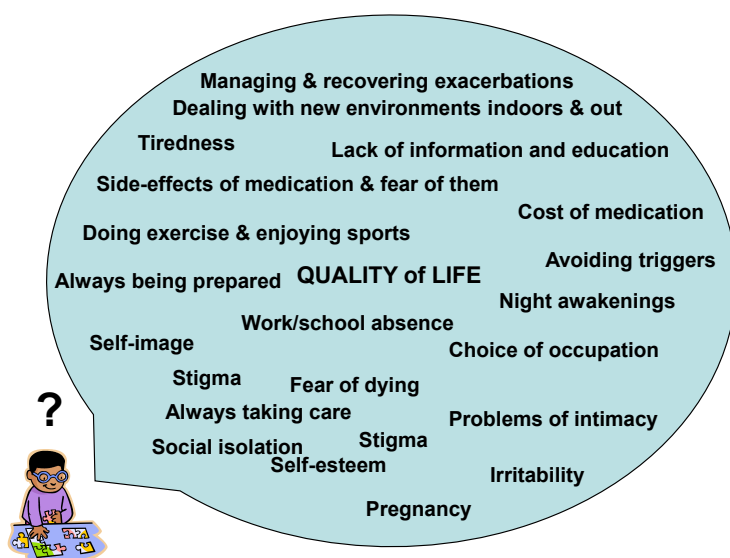 Managing & recovering exacerbations
Dealing with new environments indoors & out
Tiredness
Lack of information and education
Side-effects of medication & fear of them
Cost of medication
Doing exercise & enjoying sports
Avoiding triggers
Always being prepared
QUALITY of LIFE
Night awakenings
Work/school absence
Self-image
Choice of occupation
Stigma
Fear of dying
?
Always taking care
Problems of intimacy
Stigma
Social isolation
Self-esteem
Irritability
Pregnancy